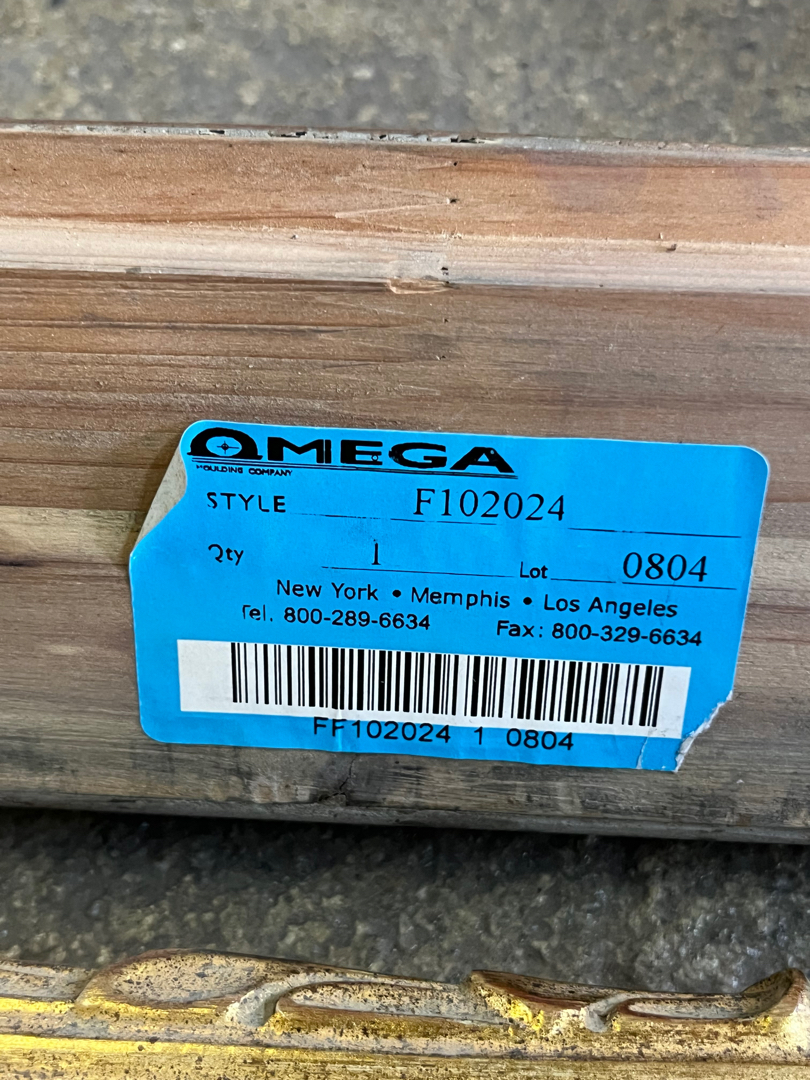 OMEGA
MOULDING COMPANY
STYLE F102024
Qty 1 Lot 0804
New York • Memphis • Los Angeles
Tel. 800-289-6634 Fax: 800-329-6634
FF102024 1 0804